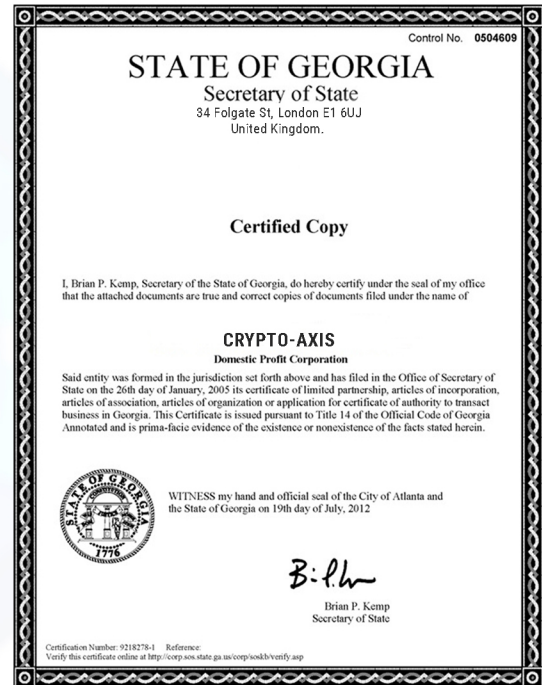 Control No. 0504609
STATE OF GEORGIA
Secretary of State
34 Folgate St, London E1 6UJ
United Kingdom.
Certified Copy
I, Brian P. Kemp, Secretary of the State of Georgia, do hereby certify under the seal of my office
that the attached documents are true and correct copies of documents filed under the name of
CRYPTO-AXIS
Domestic Profit Corporation
Said entity was formed in the jurisdiction set forth above and has filed in the Office of Secretary of
State on the 26th day of January, 2005 its certificate of limited partnership, articles of incorporation,
articles of association, articles of organization or application for certificate of authority to transact
business in Georgia. This Certificate is issued pursuant to Title 14 of the Official Code of Georgia
Annotated and is prima-facie evidence of the existence or nonexistence of the facts stated herein.
STATE OF GEORGIA
CONSTITUTION
1776
WITNESS my hand and official seal of the City of Atlanta and
the State of Georgia on 19th day of July, 2012
Brian P. Kemp
Secretary of State
Certification Number: 9218278-1 Reference:
Verify this certificate online at http://corp.sos.state.ga.us/corp/soskb/verify.asp